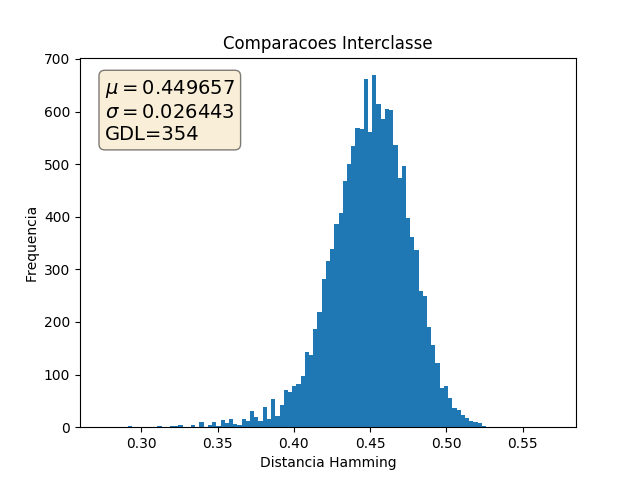 Comparacoes Interclasse
μ = 0.449657
σ = 0.026443
GDL=354
Frequencia
700
600
500
400
300
200
100
0
0.30 0.35 0.40 0.45 0.50 0.55
Distancia Hamming